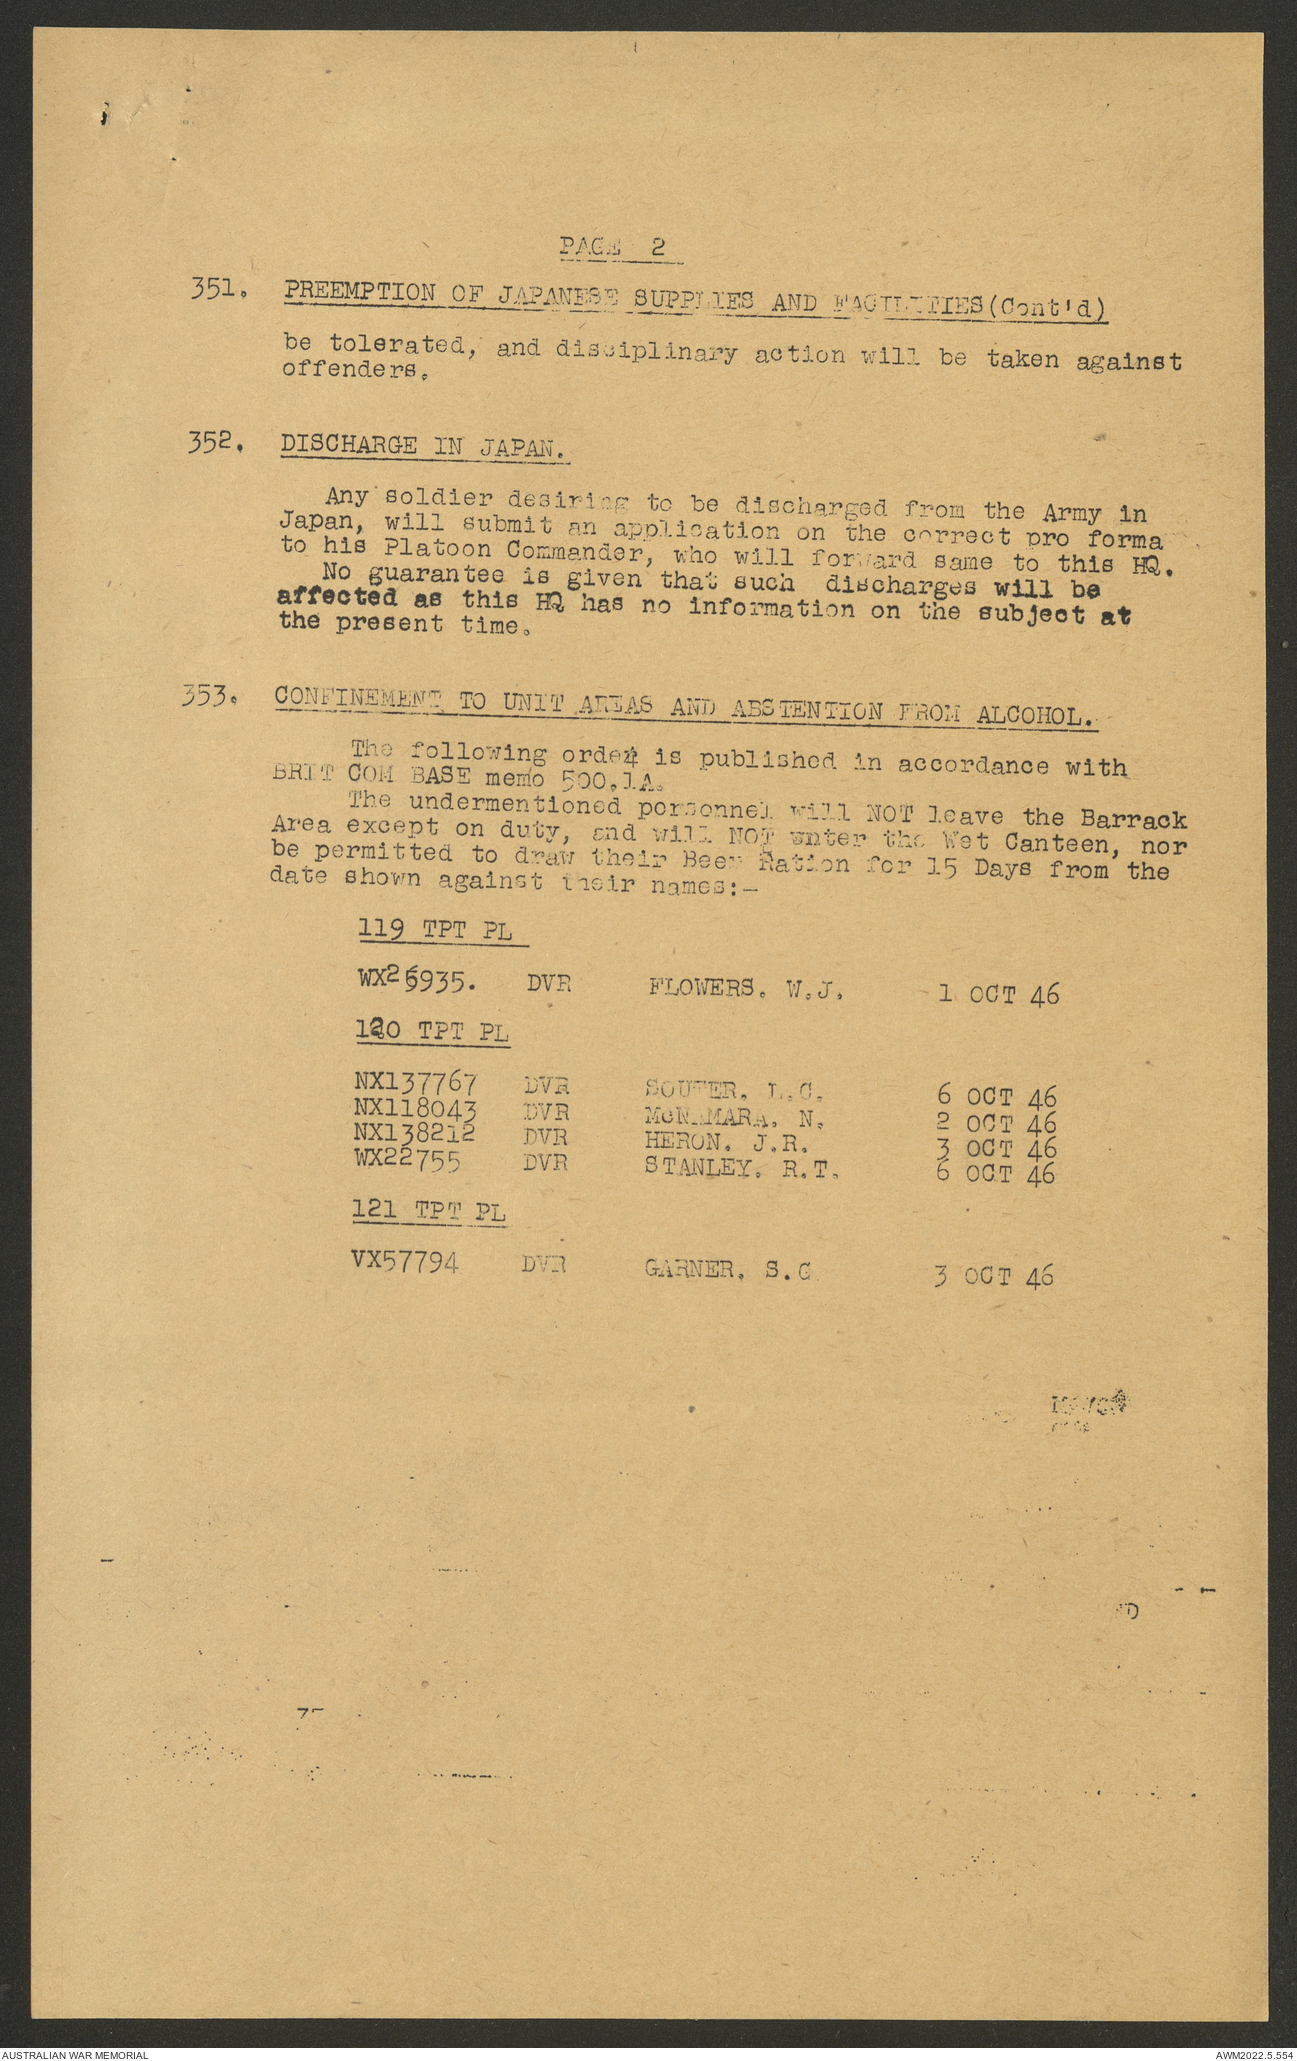 PAGE 2
351. PREEMPTION OF JAPANESE SUPPLIES AND FACILITIES(Cont'd)
be tolerated, and disciplinary action will be taken against
offenders.
352. DISCHARGE IN JAPAN.
Any soldier desiring to be discharged from the Army in
Japan, will submit an application on the correct pro forma
to his Platoon Commander, who will forward same to this HQ.
No guarantee is given that such discharges will be
affected as this HQ has no information on the subject at
the present time.
353. CONFINEMENT TO UNIT AREAS AND ABSTENTION FROM ALCOHOL.
The following order is published in accordance with
BRIT COM BASE memo 500.1A.
The undermentioned personnel will NOT leave the Barrack
Area except on duty, and will NOT enter the Wet Canteen, nor
be permitted to draw their Beer Ration for 15 Days from the
date shown against their names:-
119 TPT PL
DVR FLOWERS. W.J. 1 OCT 46
120 TPT PL
NX137767 DVR SOUTER. L.C. 6 OCT 46
NX118043 DVR McNAMARA. N. 2 OCT 46
NX138212 DVR HERON. J.R. 3 OCT 46
WX22755 DVR STANLEY. R.T. 6 OCT 46
121 TPT PL
VX57794 DVR GARNER. S.G 3 OCT 46
AUSTRALIAN WAR MEMORIAL
AWM2022.5.554